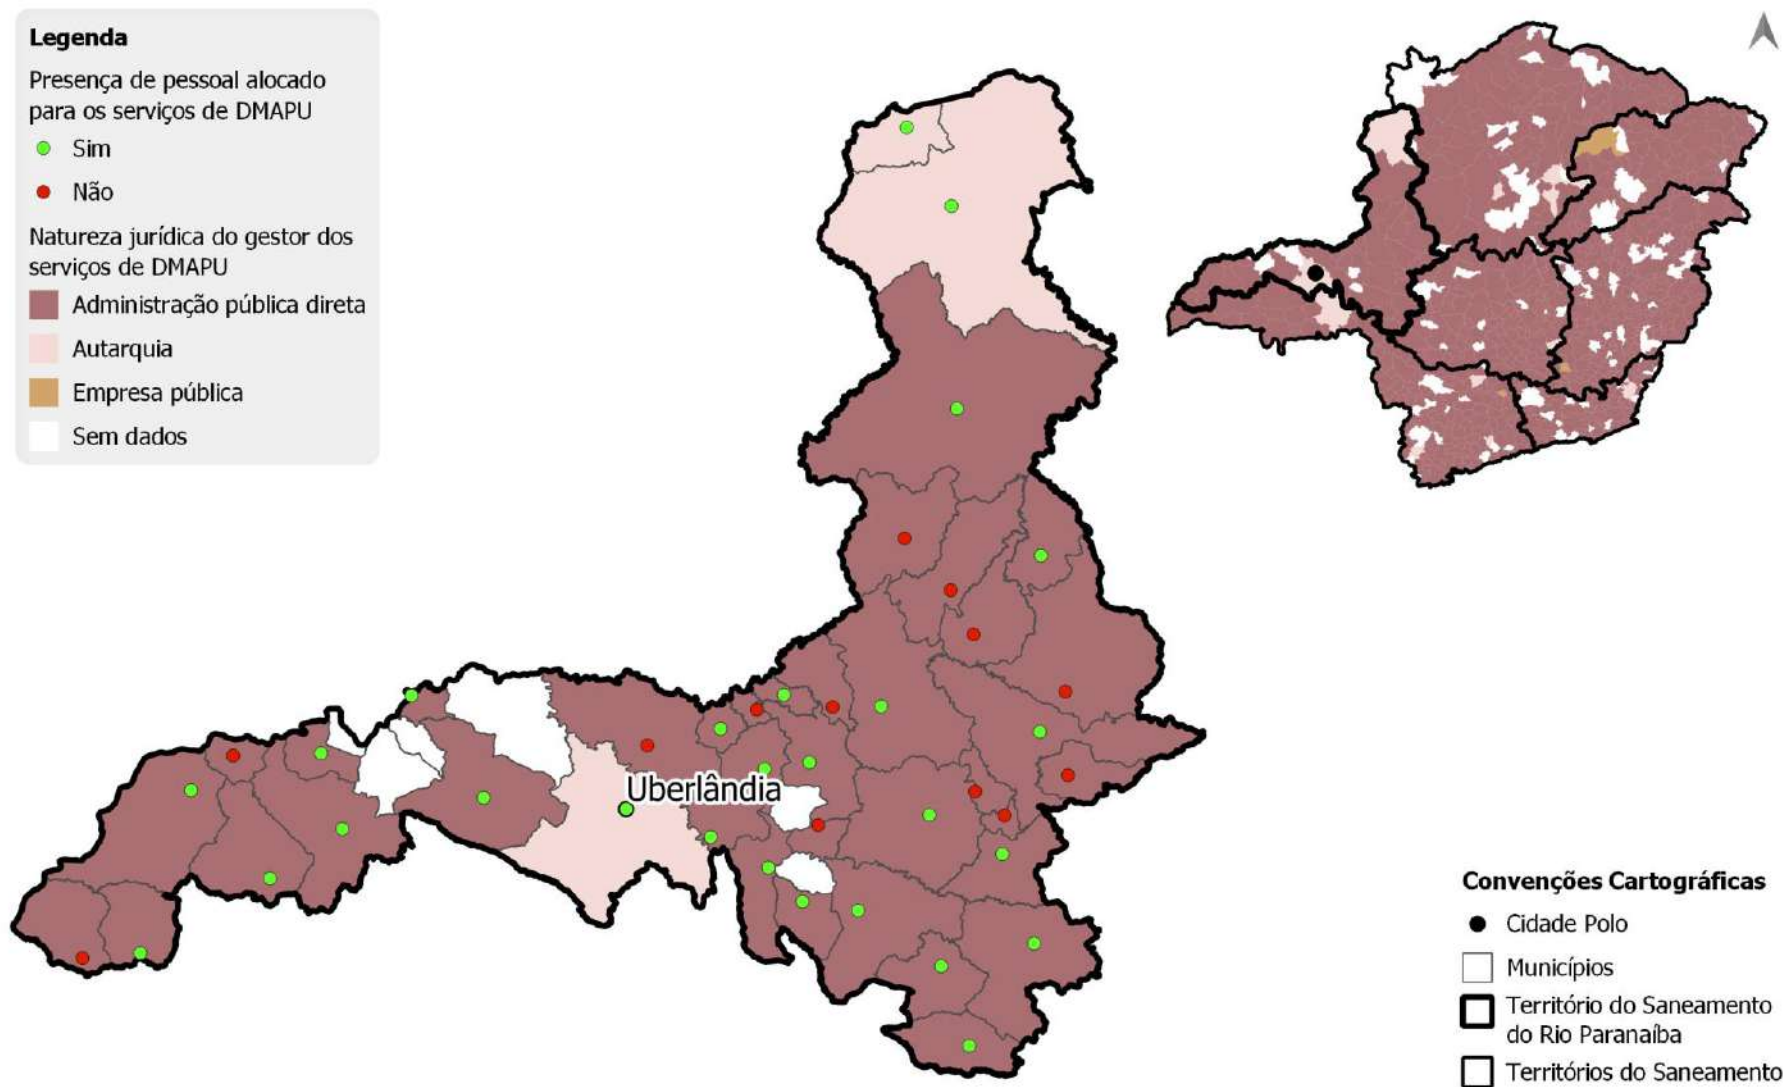 Legenda
Presença de pessoal alocado
para os serviços de DMAPU
Sim
Não
Natureza jurídica do gestor dos
serviços de DMAPU
Administração pública direta
Autarquia
Empresa pública
Sem dados
Uberlândia
Convenções Cartográficas
Cidade Polo
Municípios
Território do Saneamento
do Rio Paranaíba
Territórios do Saneamento